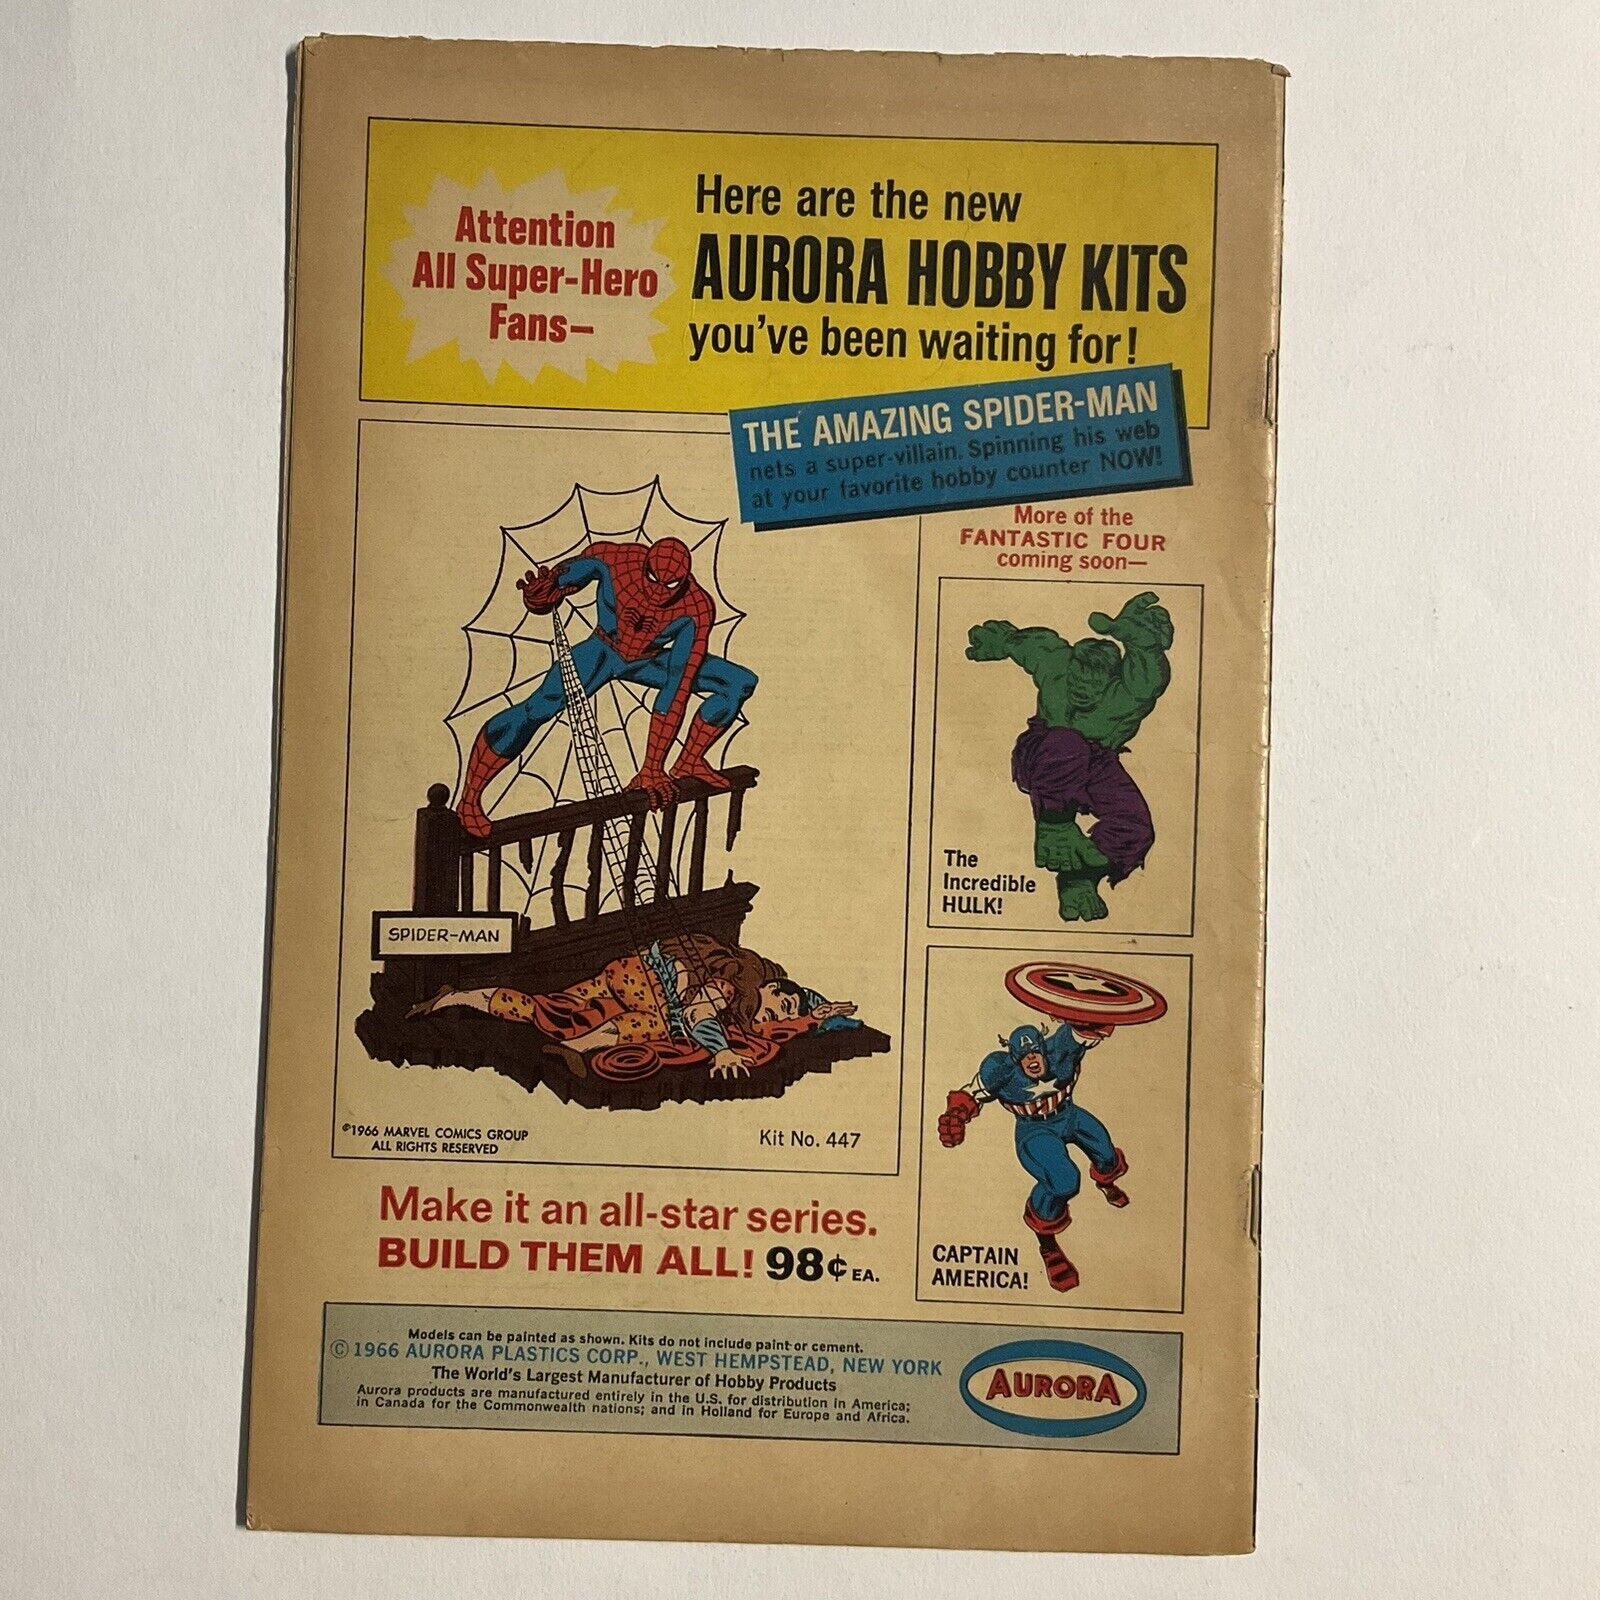 Attention
All Super-Hero
Fans—
Here are the new
AURORA HOBBY KITS
you've been waiting for!
THE AMAZING SPIDER-MAN
nets a super-villain. Spinning his web
at your favorite hobby counter NOW!
More of the
FANTASTIC FOUR
coming soon—
The
Incredible
HULK!
SPIDER-MAN
©1966 MARVEL COMICS GROUP
ALL RIGHTS RESERVED
Kit No. 447
A
CAPTAIN
AMERICA!
Make it an all-star series.
BUILD THEM ALL! 98¢ EA.
Models can be painted as shown. Kits do not include paint or cement.
© 1966 AURORA PLASTICS CORP., WEST HEMPSTEAD, NEW YORK
The World's Largest Manufacturer of Hobby Products
Aurora products are manufactured entirely in the U.S. for distribution in America;
in Canada for the Commonwealth nations; and in Holland for Europe and Africa.
AURORA